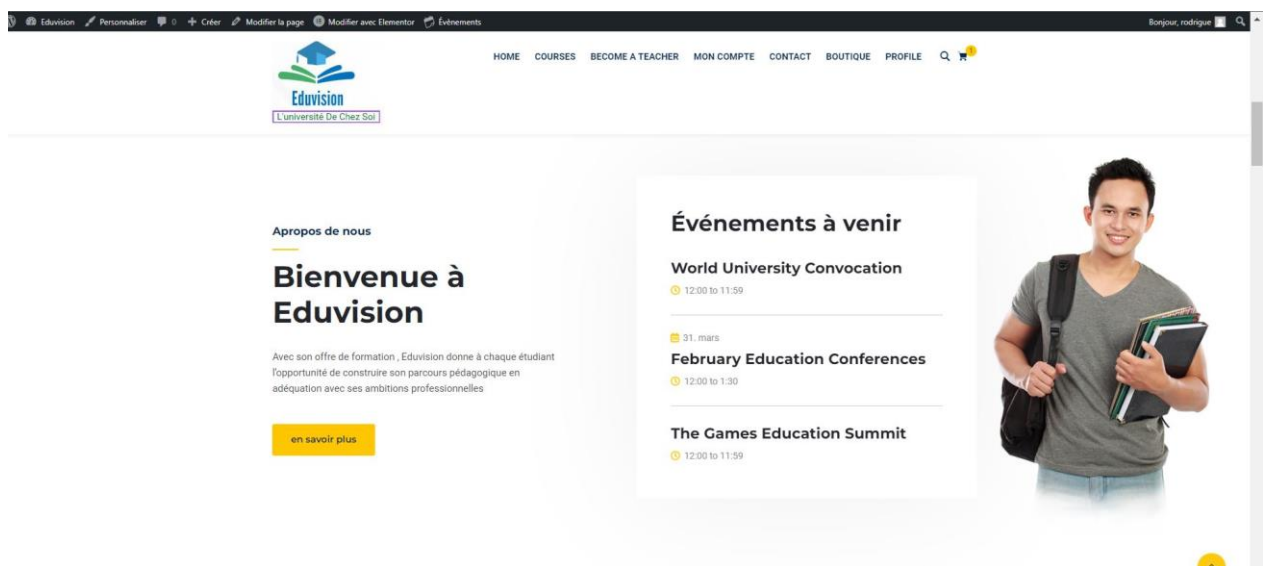 Eduvision Personnaliser 0 Créer Modifier la page Modifier avec Elementor Évènements Bonjour, rodrigue
HOME COURSES BECOME A TEACHER MON COMPTE CONTACT BOUTIQUE PROFILE 1
Eduvision
L'université De Chez Soi
Apropos de nous
Bienvenue à
Eduvision
Avec son offre de formation , Eduvision donne à chaque étudiant
l'opportunité de construire son parcours pédagogique en
adéquation avec ses ambitions professionnelles
en savoir plus
Événements à venir
World University Convocation
12:00 to 11:59
31. mars
February Education Conferences
12:00 to 1:30
The Games Education Summit
12:00 to 11:59